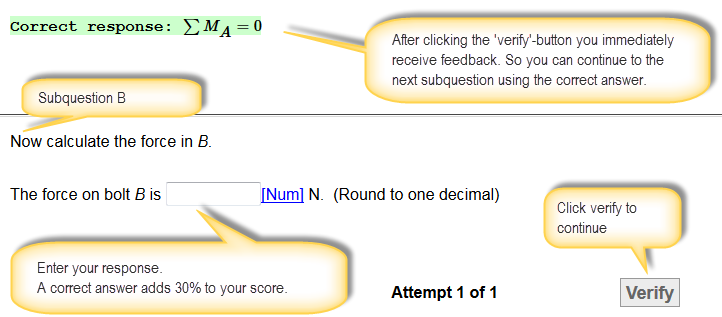 Correct response: ∑ M_A = 0
After clicking the 'verify'-button you immediately
receive feedback. So you can continue to the
next subquestion using the correct answer.
Subquestion B
Now calculate the force in B.
The force on bolt B is [Num] N. (Round to one decimal)
Click verify to
continue
Enter your response.
A correct answer adds 30% to your score.
Attempt 1 of 1
Verify